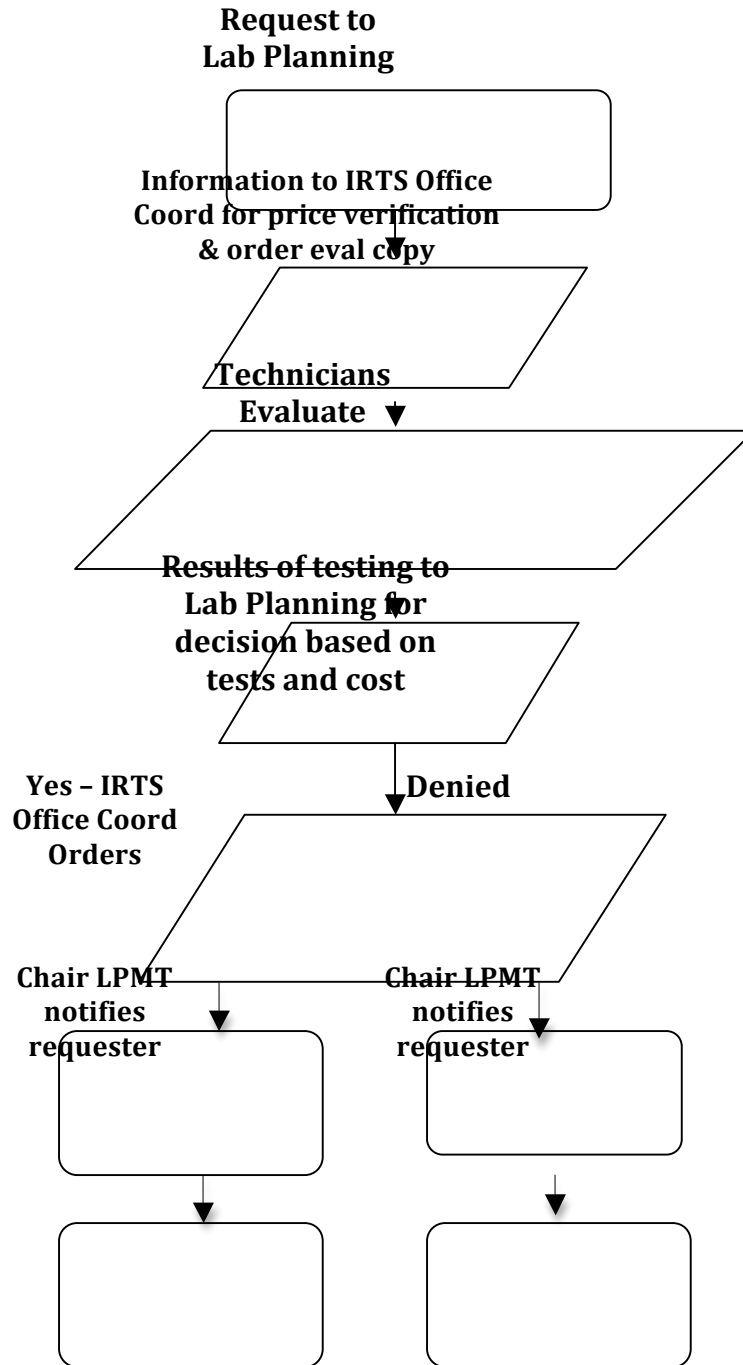 Request to
Lab Planning
Information to IRTS Office
Coord for price verification
& order eval copy
Technicians
Evaluate
Results of testing to
Lab Planning for
decision based on
tests and cost
Yes – IRTS
Office Coord
Orders
Denied
Chair LPMT
notifies
requester
Chair LPMT
notifies
requester